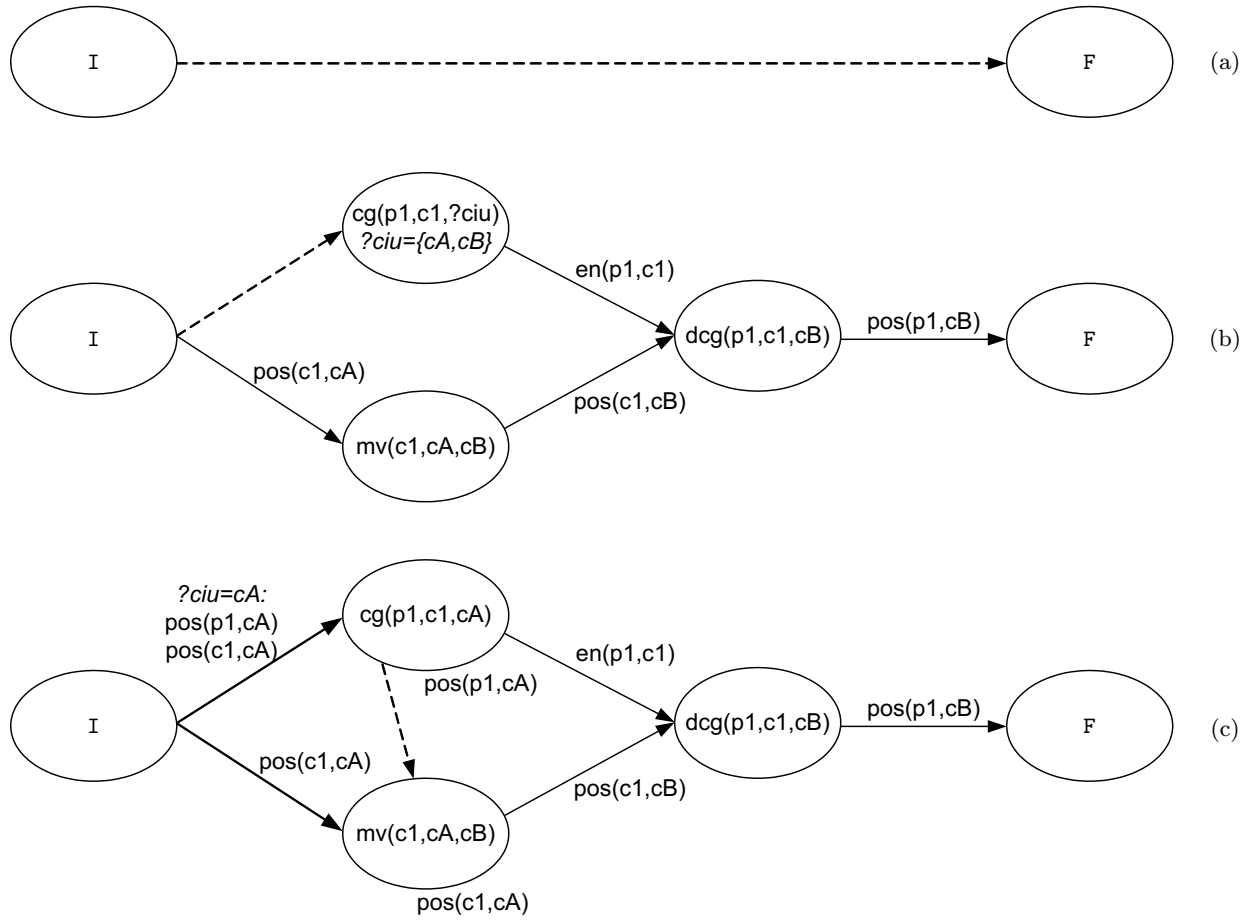 I
F
(a)
cg(p1,c1,?ciu)
?ciu={cA,cB}
en(p1,c1)
I
dcg(p1,c1,cB)
pos(p1,cB)
F
(b)
pos(c1,cA)
pos(c1,cB)
mv(c1,cA,cB)
?ciu=cA:
pos(p1,cA)
pos(c1,cA)
cg(p1,c1,cA)
en(p1,c1)
pos(p1,cA)
I
dcg(p1,c1,cB)
pos(p1,cB)
F
(c)
pos(c1,cA)
pos(c1,cB)
mv(c1,cA,cB)
pos(c1,cA)